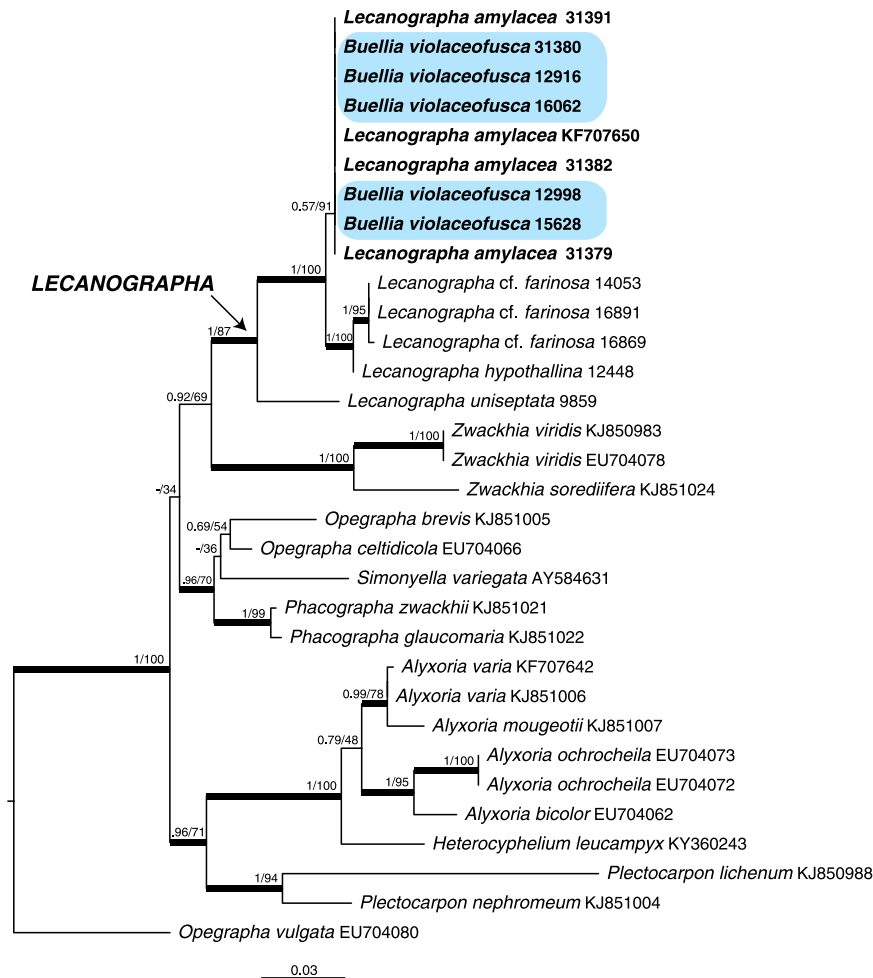 Lecanographa amylacea 31391
Buellia violaceofusca 31380
Buellia violaceofusca 12916
Buellia violaceofusca 16062
Lecanographa amylacea KF707650
Lecanographa amylacea 31382
Buellia violaceofusca 12998
0.57/91
Buellia violaceofusca 15628
Lecanographa amylacea 31379
1/100
LECANOGRAPHA
Lecanographa cf. farinosa 14053
1/95
Lecanographa cf. farinosa 16891
1/87
1/100
Lecanographa cf. farinosa 16869
Lecanographa hypothallina 12448
0.92/69
Lecanographa uniseptata 9859
Zwackhia viridis KJ850983
1/100
1/100
Zwackhia viridis EU704078
-/34
Zwackhia sorediifera KJ851024
0.69/54
Opegrapha brevis KJ851005
-/36
Opegrapha celtidicola EU704066
.96/70
Simonyella variegata AY584631
1/99
Phacographa zwackhii KJ851021
Phacographa glaucomaria KJ851022
1/100
Alyxoria varia KF707642
0.99/78
Alyxoria varia KJ851006
Alyxoria mougeotii KJ851007
0.79/48
Alyxoria ochrocheila EU704073
1/100
1/100
1/95
Alyxoria ochrocheila EU704072
Alyxoria bicolor EU704062
.96/71
Heterocyphelium leucampyx KY360243
Plectocarpon lichenum KJ850988
1/94
Plectocarpon nephromeum KJ851004
Opegrapha vulgata EU704080
0.03